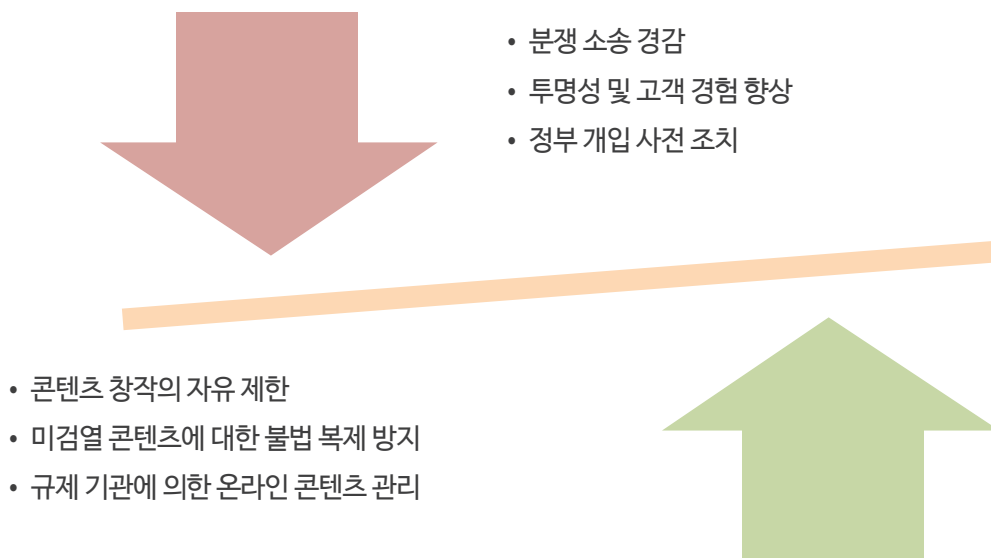 • 분쟁 소송 경감
• 투명성 및 고객 경험 향상
• 정부 개입 사전 조치
• 콘텐츠 창작의 자유 제한
• 미검열 콘텐츠에 대한 불법 복제 방지
• 규제 기관에 의한 온라인 콘텐츠 관리